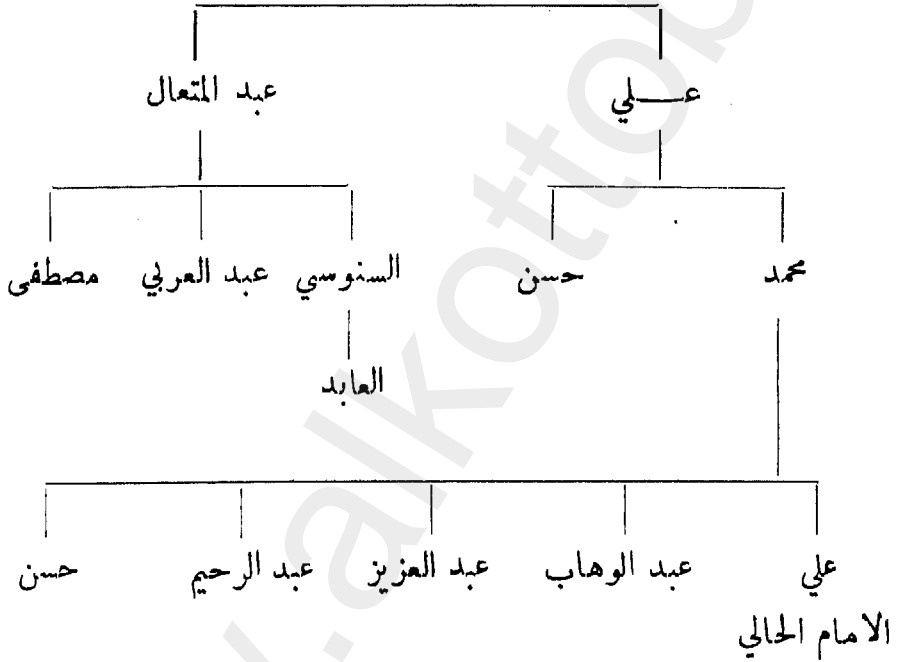 عـــلي عبد المتعال
محمد حسن السنوسي عبد العربي مصطفى
العابد
علي عبد الوهاب عبد العزيز عبد الرحيم حسن
الامام الحالي